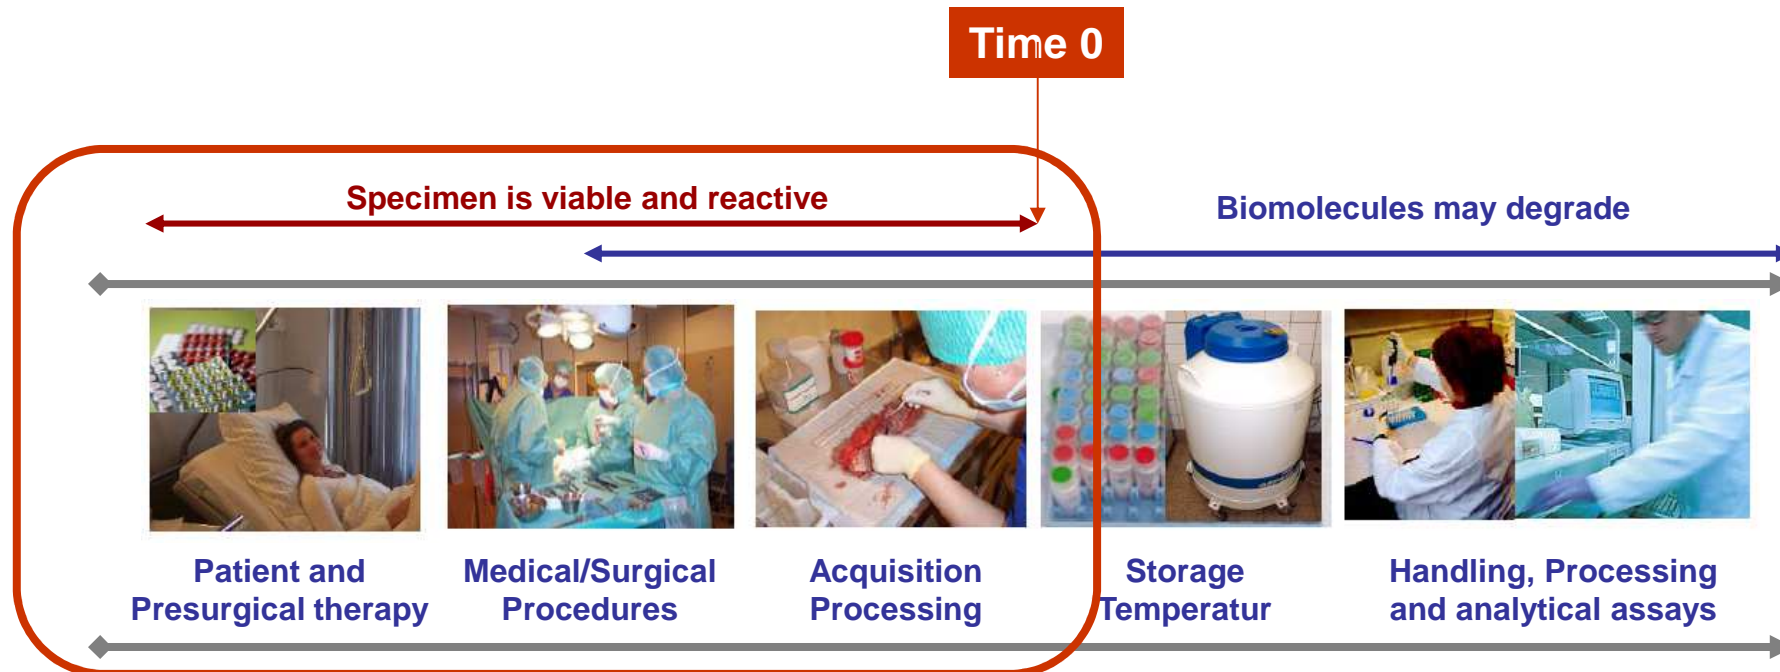 Time 0
Specimen is viable and reactive
Biomolecules may degrade
Patient and
Presurgical therapy
Medical/Surgical
Procedures
Acquisition
Processing
Storage
Temperatur
Handling, Processing
and analytical assays